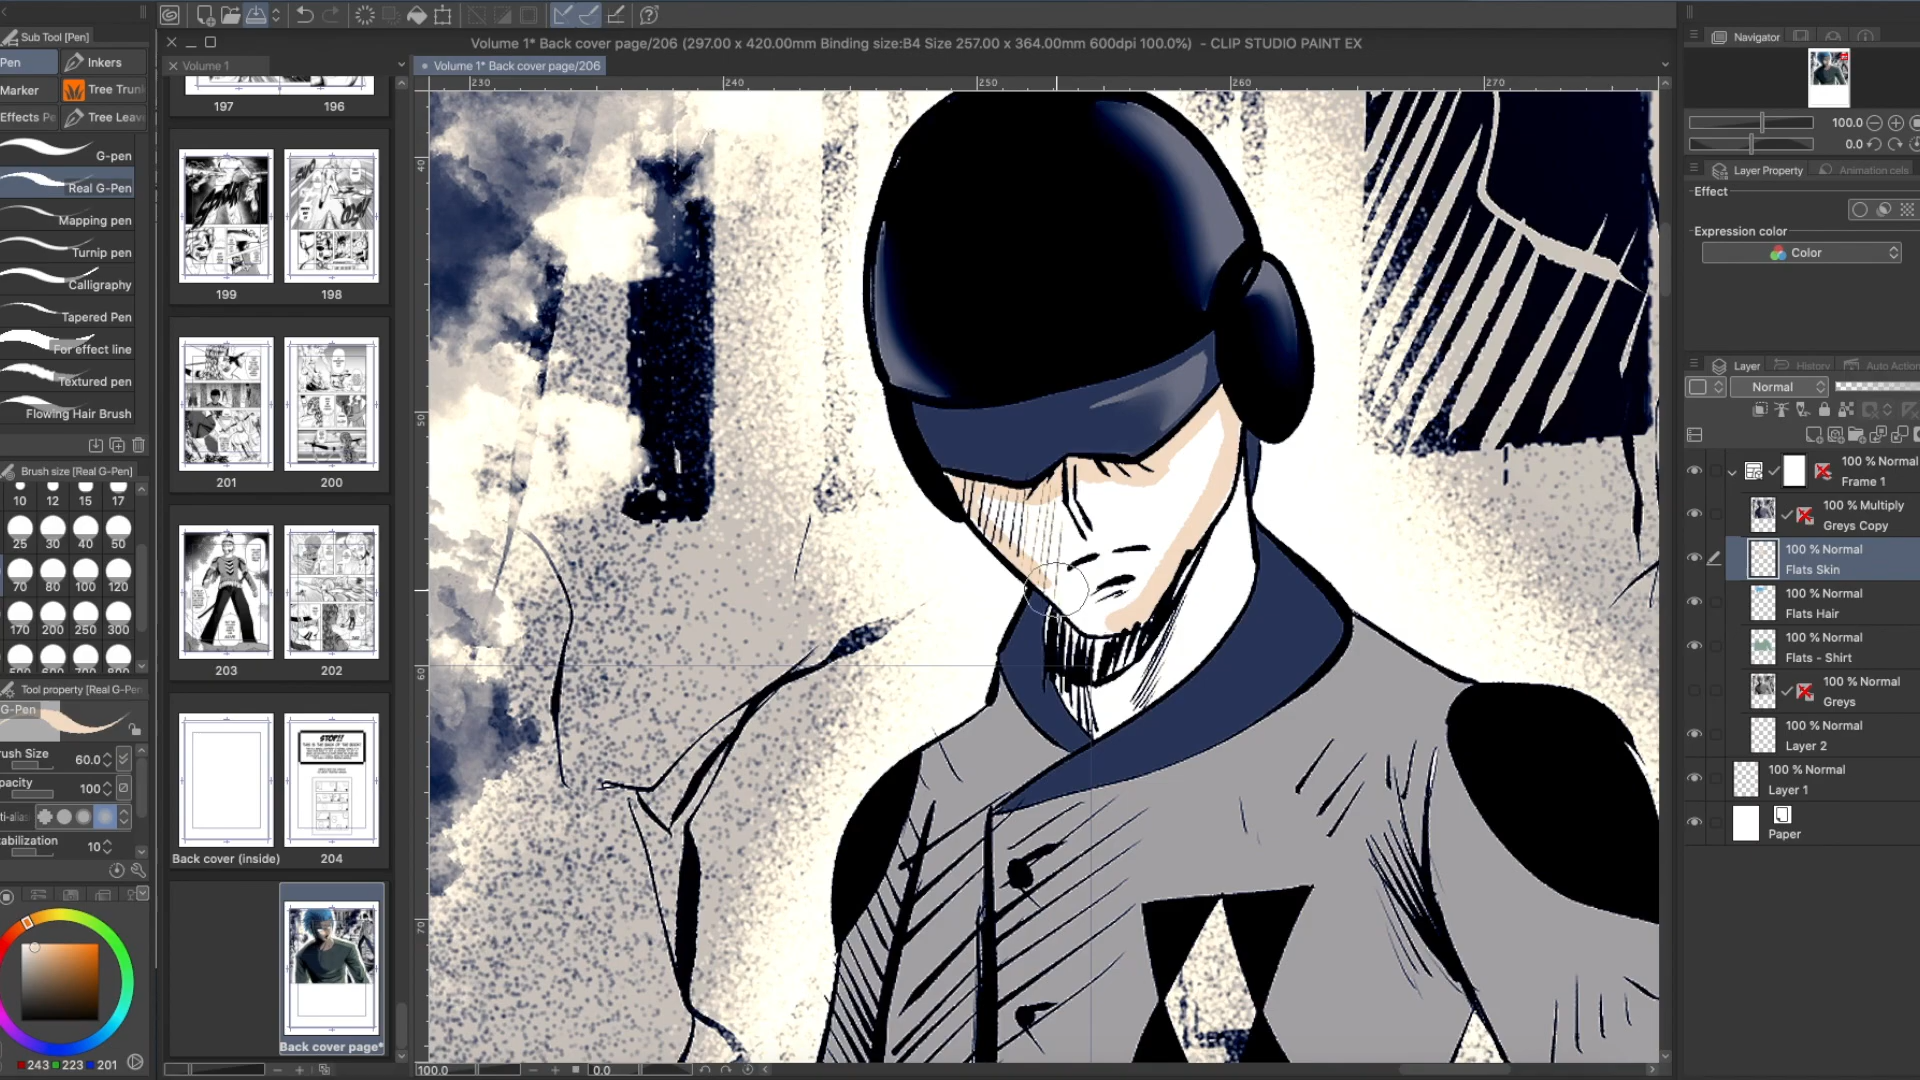 Sub Tool [Pen]
Pen
Inkers
Marker
Tree Trun
Effects Pe
Tree Leav
G-pen
Real G-Pen
Mapping pen
Turnip pen
Calligraphy
Tapered Pen
For effect line
Textured pen
Flowing Hair Brush
Brush size [Real G-Pen]
10 12 15 17
25 30 40 50
70 80 100 120
170 200 250 300
Tool property [Real G-Pen
G-Pen
rush Size 60.0
pacity 100
ti-alias
tabilization 10
243 223 201
Volume 1* Back cover page/206 (297.00 x 420.00mm Binding size:B4 Size 257.00 x 364.00mm 600dpi 100.0%) - CLIP STUDIO PAINT EX
Volume 1
Volume 1* Back cover page/206
197 196
199 198
201 200
203 202
STOP!!
Back cover (inside) 204
Back cover page*
230 240 250 260 270
40
50
60
70
100.0 0.0
Navigator
100.0
0.0
Layer Property
Animation cels
Effect
Expression color
Color
Layer
History
Auto Action
Normal
100 % Normal
Frame 1
100 % Multiply
Greys Copy
100 % Normal
Flats Skin
100 % Normal
Flats Hair
100 % Normal
Flats - Shirt
100 % Normal
Greys
100 % Normal
Layer 2
100 % Normal
Layer 1
Paper